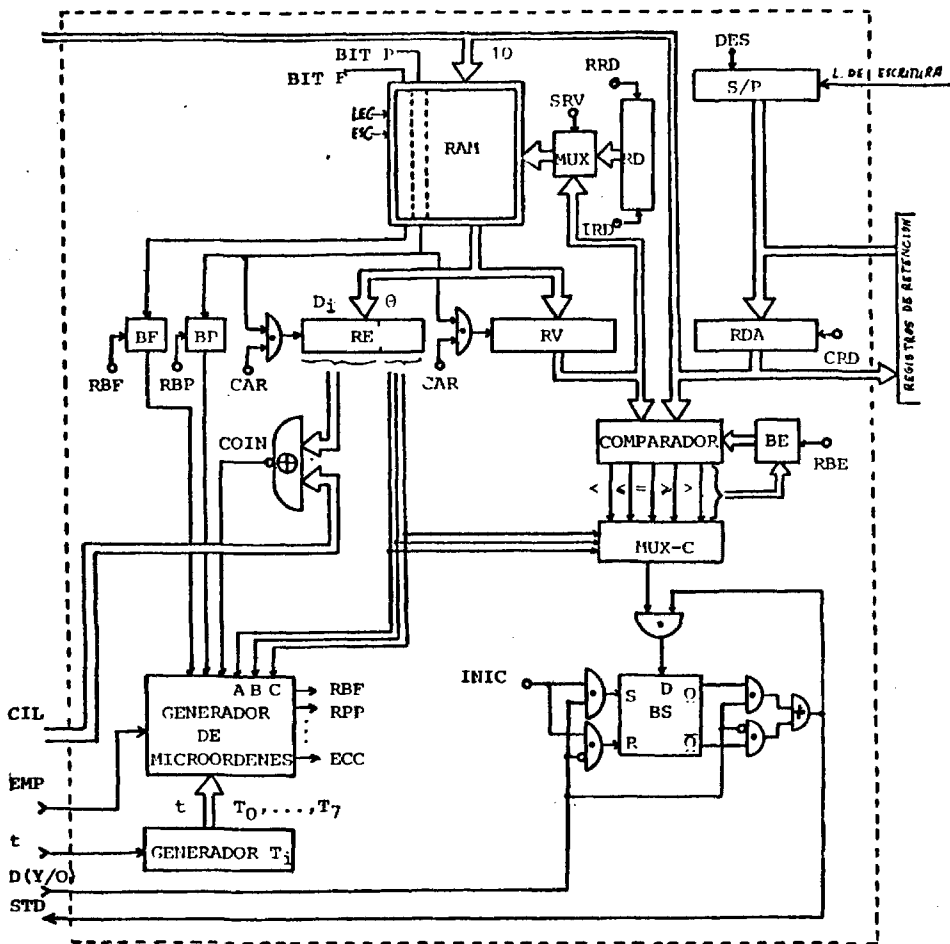 10
DES
BIT P
BIT F
RRD
S/P
L. DE ESCRITURA
SRV
LEC
ESC
RAM
MUX
RD
IRD
REGISTROS DE RETENCION
Di θ
BF
BP
RE
RV
RDA
CRD
RBF
RBP
CAR
CAR
COIN
⊕
COMPARADOR
BE
RBE
< ≤ = ≥ >
MUX-C
INIC
S D Q
BS
R Q̅
+
A B C
GENERADOR
DE
MICROORDENES
RBF
RPP
ECC
CIL
EMP
t T0,...,T7
t
GENERADOR Ti
D(Y/O)
STD